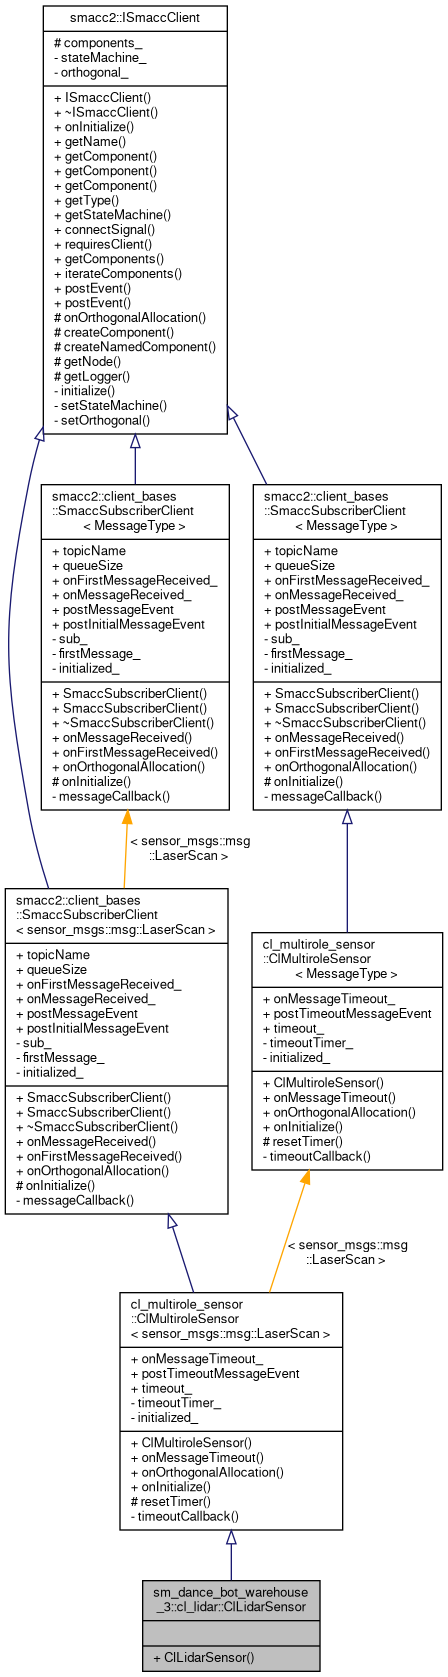 smacc2::ISmaccClient
# components_
- stateMachine_
- orthogonal_
+ ISmaccClient()
+ ~ISmaccClient()
+ onInitialize()
+ getName()
+ getComponent()
+ getComponent()
+ getComponent()
+ getType()
+ getStateMachine()
+ connectSignal()
+ requiresClient()
+ getComponents()
+ iterateComponents()
+ postEvent()
+ postEvent()
# onOrthogonalAllocation()
# createComponent()
# createNamedComponent()
# getNode()
# getLogger()
- initialize()
- setStateMachine()
- setOrthogonal()
smacc2::client_bases
::SmaccSubscriberClient
< MessageType >
+ topicName
+ queueSize
+ onFirstMessageReceived_
+ onMessageReceived_
+ postMessageEvent
+ postInitialMessageEvent
- sub_
- firstMessage_
- initialized_
+ SmaccSubscriberClient()
+ SmaccSubscriberClient()
+ ~SmaccSubscriberClient()
+ onMessageReceived()
+ onFirstMessageReceived()
+ onOrthogonalAllocation()
# onInitialize()
- messageCallback()
smacc2::client_bases
::SmaccSubscriberClient
< MessageType >
+ topicName
+ queueSize
+ onFirstMessageReceived_
+ onMessageReceived_
+ postMessageEvent
+ postInitialMessageEvent
- sub_
- firstMessage_
- initialized_
+ SmaccSubscriberClient()
+ SmaccSubscriberClient()
+ ~SmaccSubscriberClient()
+ onMessageReceived()
+ onFirstMessageReceived()
+ onOrthogonalAllocation()
# onInitialize()
- messageCallback()
< sensor_msgs::msg
::LaserScan >
smacc2::client_bases
::SmaccSubscriberClient
< sensor_msgs::msg::LaserScan >
+ topicName
+ queueSize
+ onFirstMessageReceived_
+ onMessageReceived_
+ postMessageEvent
+ postInitialMessageEvent
- sub_
- firstMessage_
- initialized_
+ SmaccSubscriberClient()
+ SmaccSubscriberClient()
+ ~SmaccSubscriberClient()
+ onMessageReceived()
+ onFirstMessageReceived()
+ onOrthogonalAllocation()
# onInitialize()
- messageCallback()
cl_multirole_sensor
::ClMultiroleSensor
< MessageType >
+ onMessageTimeout_
+ postTimeoutMessageEvent
+ timeout_
- timeoutTimer_
- initialized_
+ ClMultiroleSensor()
+ onMessageTimeout()
+ onOrthogonalAllocation()
+ onInitialize()
# resetTimer()
- timeoutCallback()
< sensor_msgs::msg
::LaserScan >
cl_multirole_sensor
::ClMultiroleSensor
< sensor_msgs::msg::LaserScan >
+ onMessageTimeout_
+ postTimeoutMessageEvent
+ timeout_
- timeoutTimer_
- initialized_
+ ClMultiroleSensor()
+ onMessageTimeout()
+ onOrthogonalAllocation()
+ onInitialize()
# resetTimer()
- timeoutCallback()
sm_dance_bot_warehouse
_3::cl_lidar::ClLidarSensor
+ ClLidarSensor()